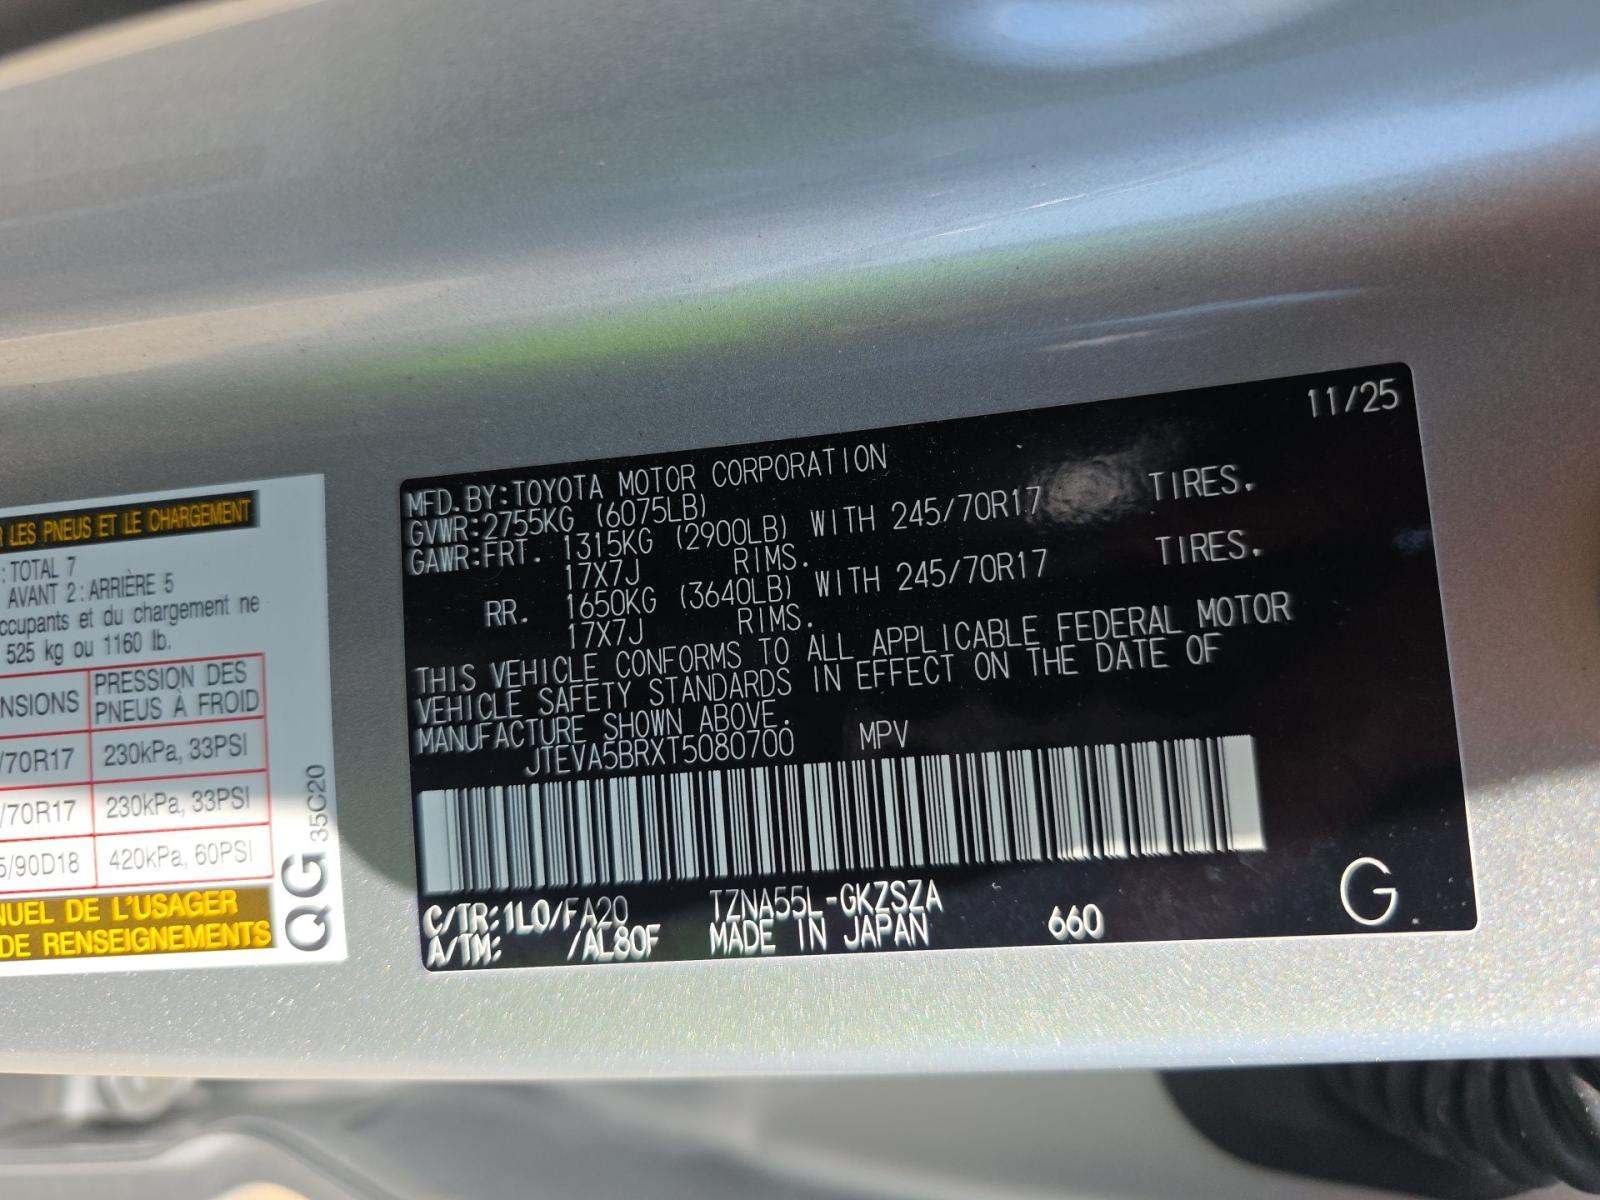 R LES PNEUS ET LE CHARGEMENT
: TOTAL 7
AVANT 2 : ARRIÈRE 5
ccupants et du chargement ne
525 kg ou 1160 lb.
NSIONS PRESSION DES PNEUS À FROID
/70R17 230kPa, 33PSI
/70R17 230kPa, 33PSI
5/90D18 420kPa, 60PSI
NUEL DE L'USAGER
DE RENSEIGNEMENTS
QG 35C20
11/25
MFD.BY:TOYOTA MOTOR CORPORATION
GVWR:2755KG (6075LB)
GAWR:FRT. 1315KG (2900LB) WITH 245/70R17 TIRES.
17X7J RIMS.
RR. 1650KG (3640LB) WITH 245/70R17 TIRES.
17X7J RIMS.
THIS VEHICLE CONFORMS TO ALL APPLICABLE FEDERAL MOTOR
VEHICLE SAFETY STANDARDS IN EFFECT ON THE DATE OF
MANUFACTURE SHOWN ABOVE.
JTEVA5BRXT5080700 MPV
C/TR:1L0/FA20 TZNA55L-GKZSZA
A/TM: /AL80F MADE IN JAPAN 660
G